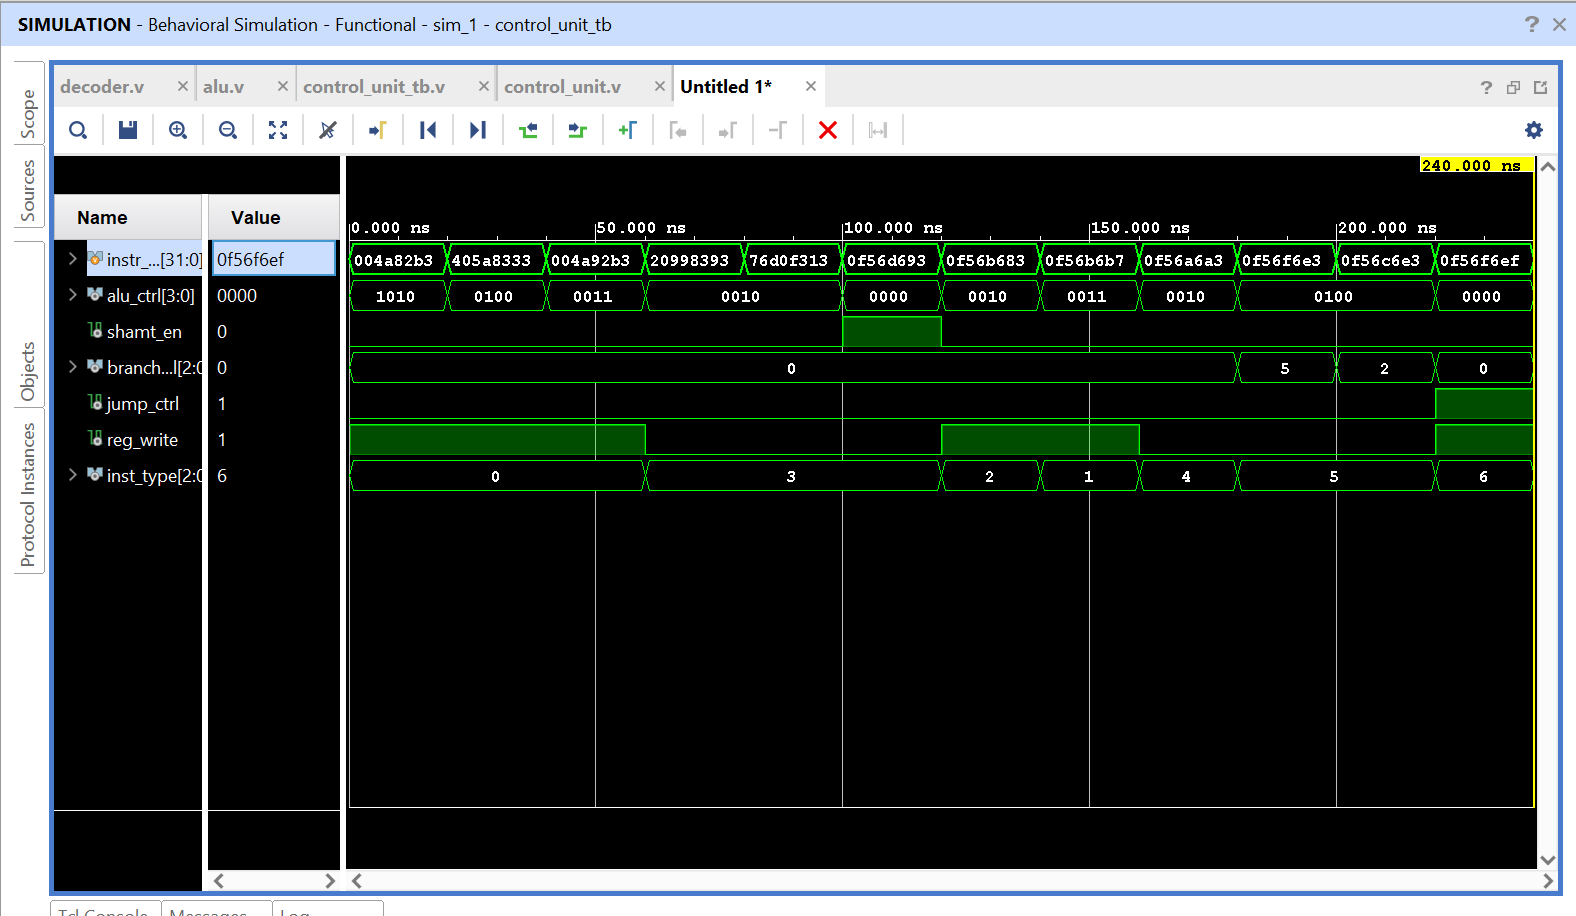 SIMULATION - Behavioral Simulation - Functional - sim_1 - control_unit_tb
Scope
Sources
Objects
Protocol Instances
decoder.v
alu.v
control_unit_tb.v
control_unit.v
Untitled 1*
240.000 ns
Name
Value
0.000 ns
50.000 ns
100.000 ns
150.000 ns
200.000 ns
instr_...[31:0] 0f56f6ef 004a82b3 405a8333 004a92b3 20998393 76d0f313 0f56d693 0f56b683 0f56b6b7 0f56a6a3 0f56f6e3 0f56c6e3 0f56f6ef
alu_ctrl[3:0] 0000 1010 0100 0011 0010 0000 0010 0011 0010 0100 0000
shamt_en 0
branch...l[2:0 0 0 5 2 0
jump_ctrl 1
reg_write 1
inst_type[2:0 6 0 3 2 1 4 5 6
Tcl Console
Messages
Log